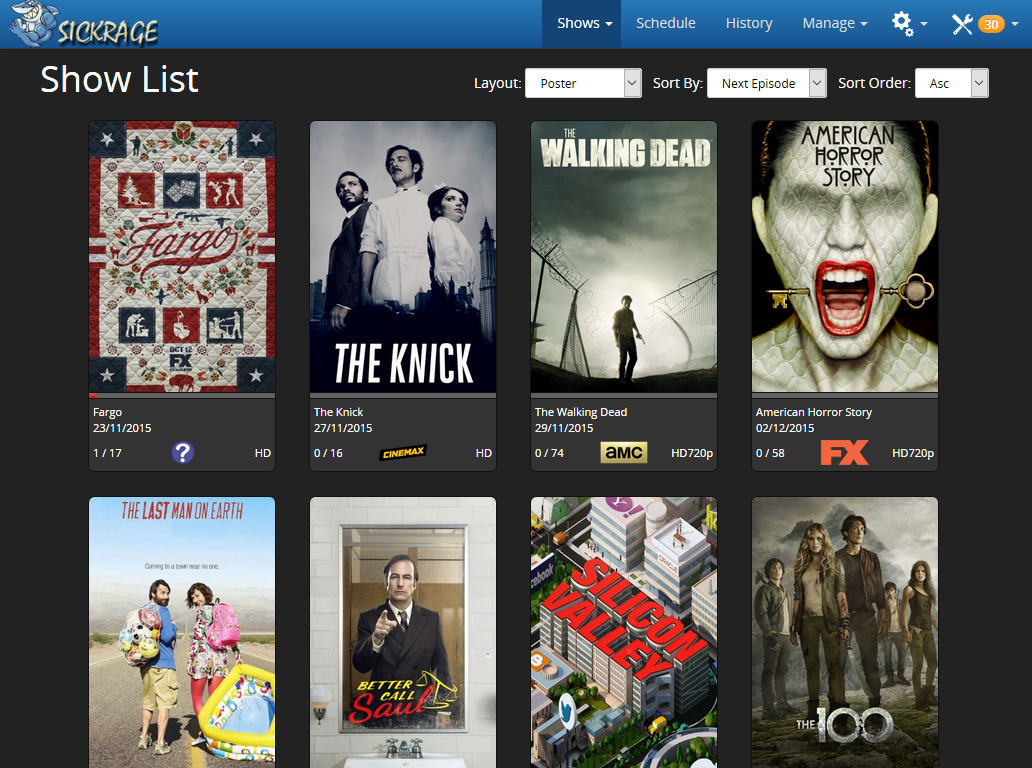 SICKRAGE
Shows
Schedule
History
Manage
30
Show List
Layout: Poster
Sort By: Next Episode
Sort Order: Asc
Fargo
OCT 12
FX
THE KNICK
THE
WALKING DEAD
AMERICAN
HORROR
STORY
Fargo
23/11/2015
1 / 17
?
HD
The Knick
27/11/2015
0 / 16
CINEMAX
HD
The Walking Dead
29/11/2015
0 / 74
aMC
HD720p
American Horror Story
02/12/2015
0 / 58
FX
HD720p
THE LAST MAN ON EARTH
Coming to a town near no one.
BETTER
CALL
Saul
Y!
ORACLE
SILICON
VALLEY
THE 100